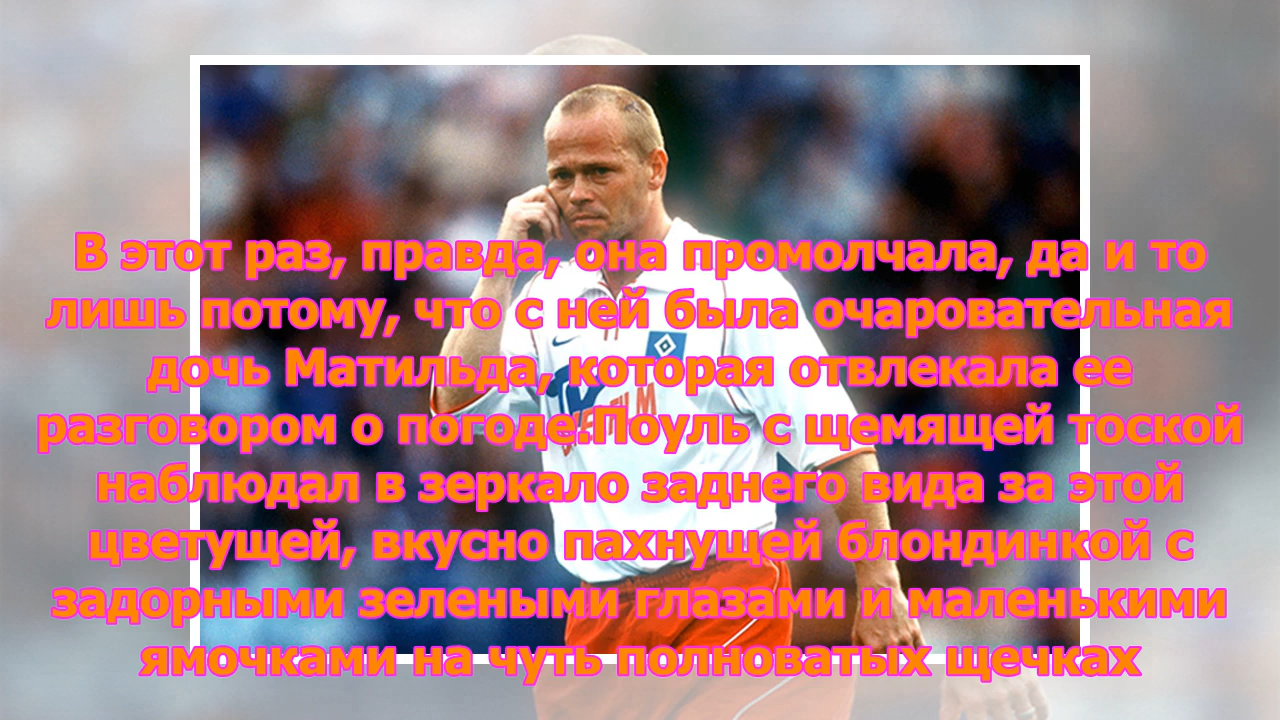 В этот раз, правда, она промолчала, да и то
лишь потому, что с ней была очаровательная
дочь Матильда, которая отвлекала ее
разговором о погоде.Поуль с щемящей тоской
наблюдал в зеркало заднего вида за этой
цветущей, вкусно пахнущей блондинкой с
задорными зелеными глазами и маленькими
ямочками на чуть полноватых щечках